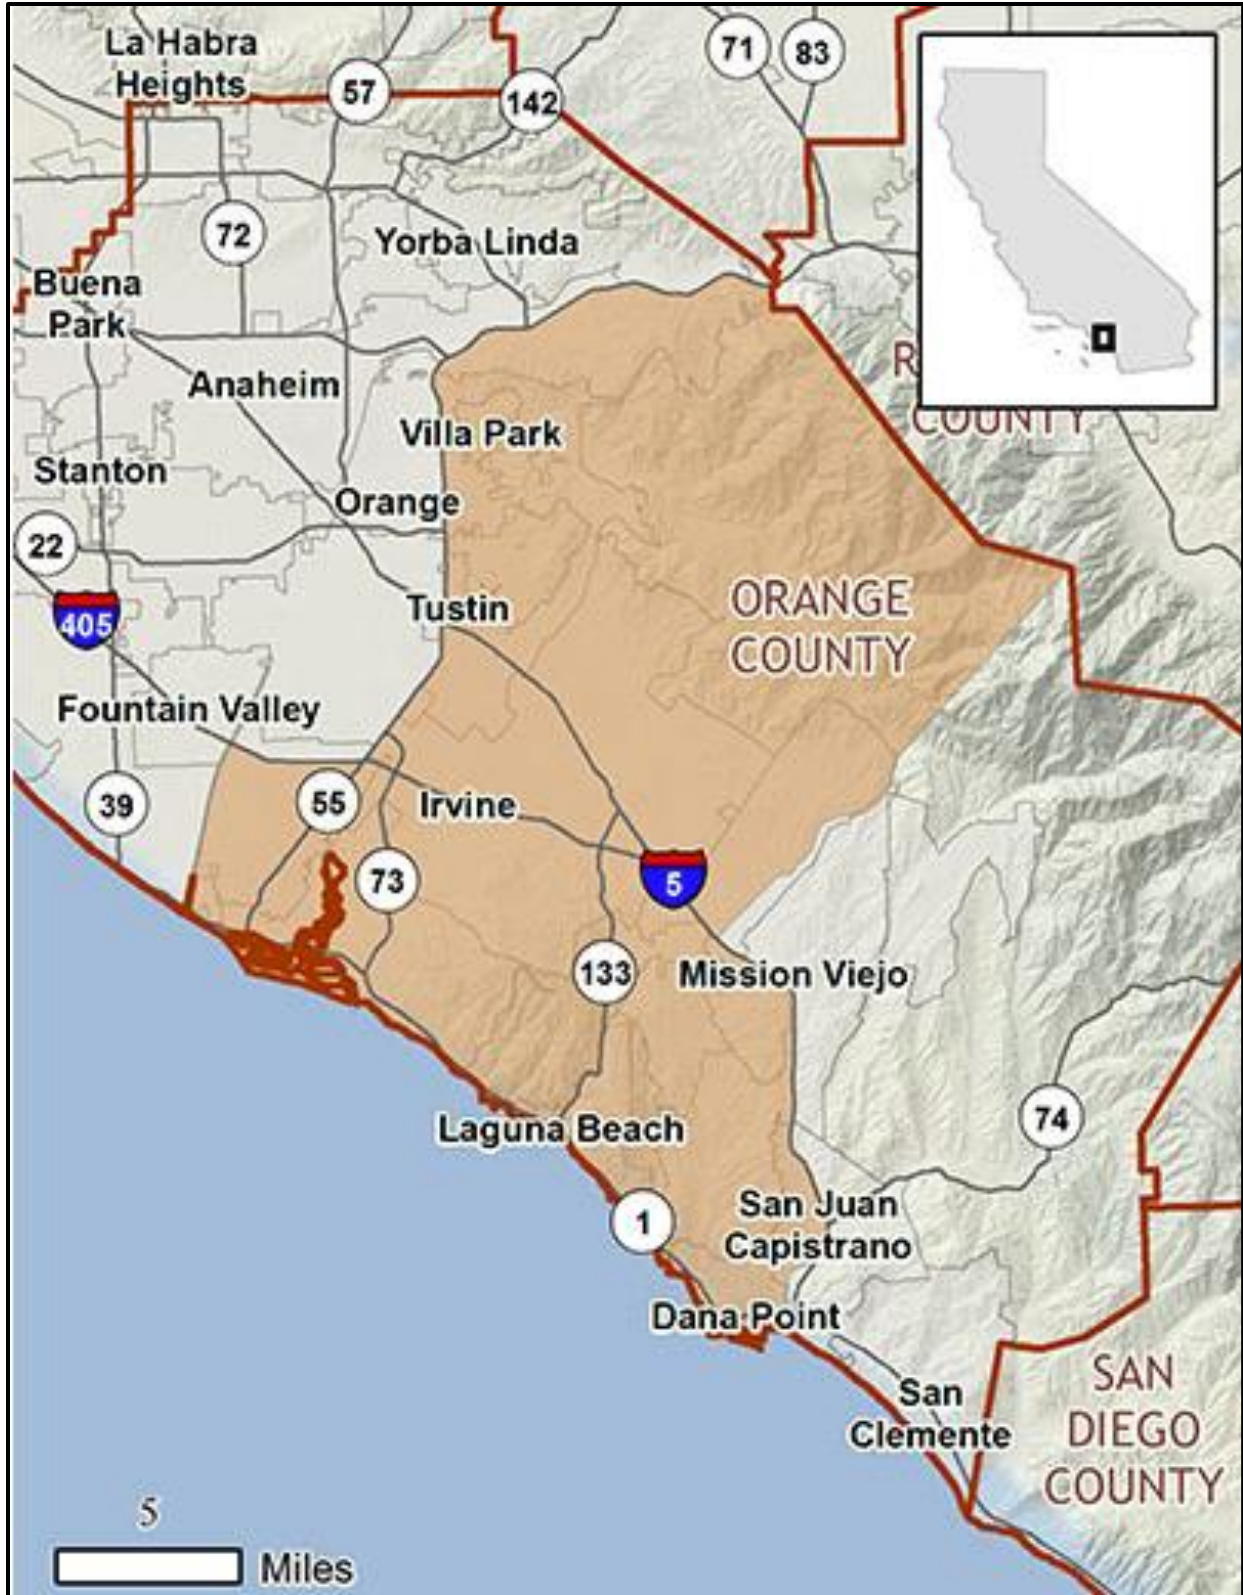 La Habra
Heights
57
142
71
83
72
Yorba Linda
Buena
Park
Anaheim
R
COUNTY
Villa Park
Stanton
Orange
22
405
Tustin
ORANGE
COUNTY
Fountain Valley
39
55
Irvine
73
5
133
Mission Viejo
74
Laguna Beach
1
San Juan
Capistrano
Dana Point
San
Clemente
SAN
DIEGO
COUNTY
5
Miles